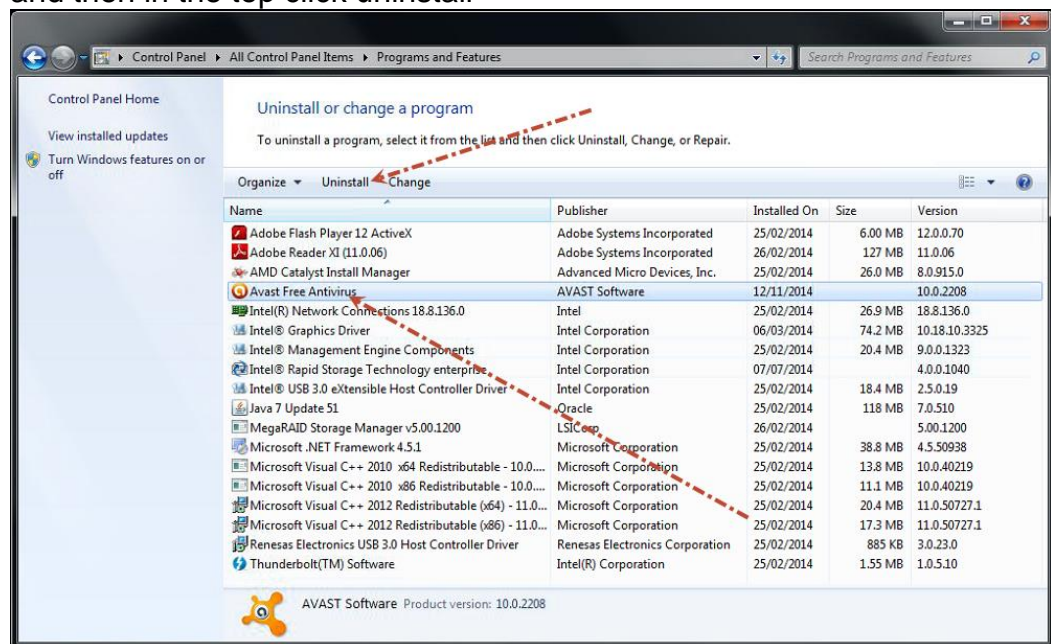 and then in the top click uninstall
Control Panel All Control Panel Items Programs and Features Search Programs and Features
Control Panel Home
View installed updates
Turn Windows features on or
off
Uninstall or change a program
To uninstall a program, select it from the list and then click Uninstall, Change, or Repair.
Organize Uninstall Change
Name Publisher Installed On Size Version
Adobe Flash Player 12 ActiveX Adobe Systems Incorporated 25/02/2014 6.00 MB 12.0.0.70
Adobe Reader XI (11.0.06) Adobe Systems Incorporated 26/02/2014 127 MB 11.0.06
AMD Catalyst Install Manager Advanced Micro Devices, Inc. 25/02/2014 26.0 MB 8.0.915.0
Avast Free Antivirus AVAST Software 12/11/2014 10.0.2208
Intel(R) Network Connections 18.8.136.0 Intel 25/02/2014 26.9 MB 18.8.136.0
Intel® Graphics Driver Intel Corporation 06/03/2014 74.2 MB 10.18.10.3325
Intel® Management Engine Components Intel Corporation 25/02/2014 20.4 MB 9.0.0.1323
Intel® Rapid Storage Technology enterprise Intel Corporation 07/07/2014 4.0.0.1040
Intel® USB 3.0 eXtensible Host Controller Driver Intel Corporation 25/02/2014 18.4 MB 2.5.0.19
Java 7 Update 51 Oracle 25/02/2014 118 MB 7.0.510
MegaRAID Storage Manager v5.00.1200 LSICorp 26/02/2014 5.00.1200
Microsoft .NET Framework 4.5.1 Microsoft Corporation 25/02/2014 38.8 MB 4.5.50938
Microsoft Visual C++ 2010 x64 Redistributable - 10.0.... Microsoft Corporation 25/02/2014 13.8 MB 10.0.40219
Microsoft Visual C++ 2010 x86 Redistributable - 10.0.... Microsoft Corporation 25/02/2014 11.1 MB 10.0.40219
Microsoft Visual C++ 2012 Redistributable (x64) - 11.0... Microsoft Corporation 25/02/2014 20.4 MB 11.0.50727.1
Microsoft Visual C++ 2012 Redistributable (x86) - 11.0... Microsoft Corporation 25/02/2014 17.3 MB 11.0.50727.1
Renesas Electronics USB 3.0 Host Controller Driver Renesas Electronics Corporation 25/02/2014 885 KB 3.0.23.0
Thunderbolt(TM) Software Intel(R) Corporation 25/02/2014 1.55 MB 1.0.5.10
AVAST Software Product version: 10.0.2208